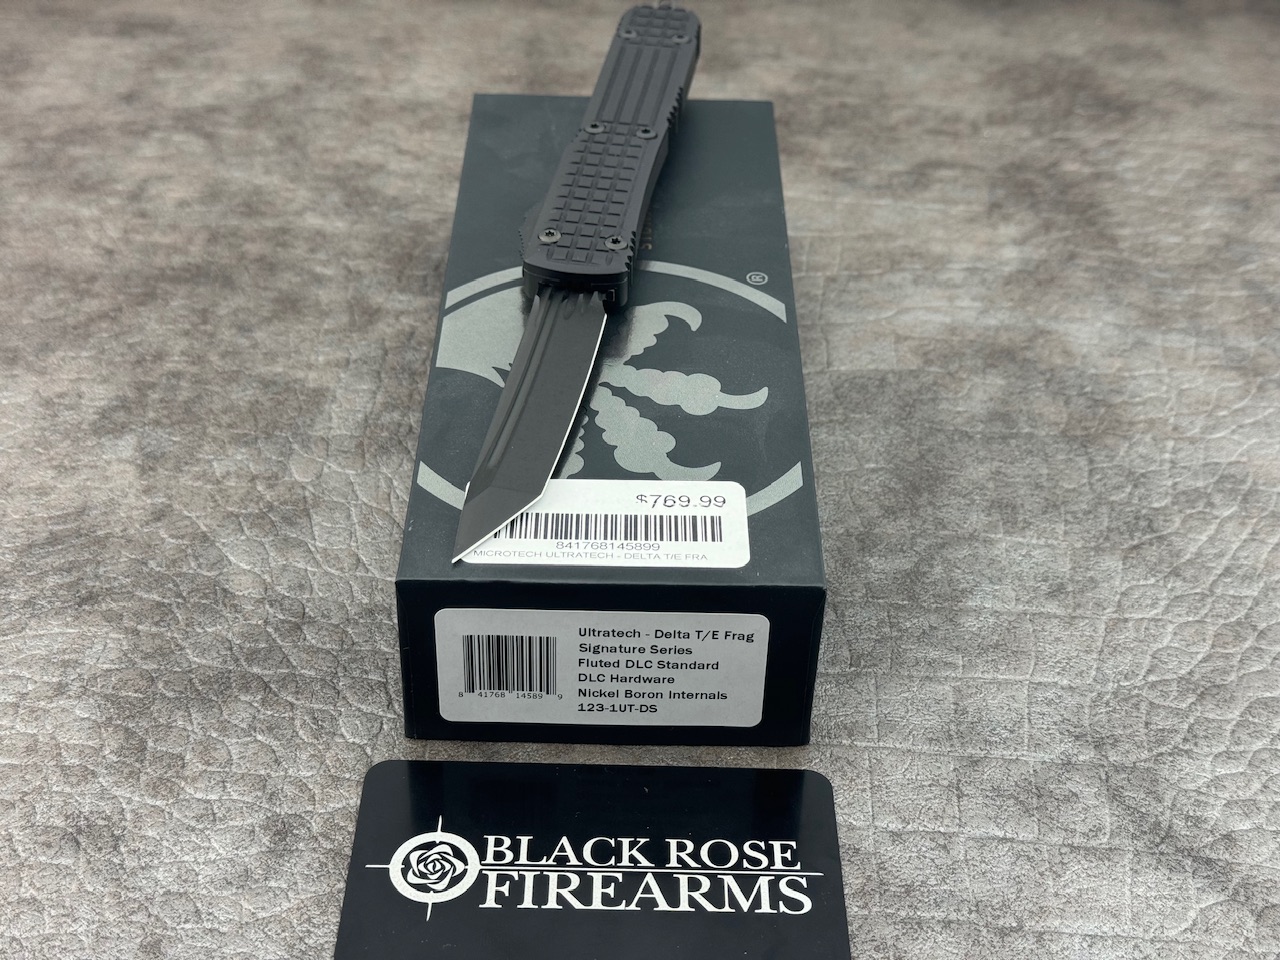 ®
$769.99
841768145899
MICROTECH ULTRATECH - DELTA T/E FRA
Ultratech - Delta T/E Frag
Signature Series
Fluted DLC Standard
DLC Hardware
Nickel Boron Internals
123-1UT-DS
8 41768 14589 9
BLACK ROSE
FIREARMS